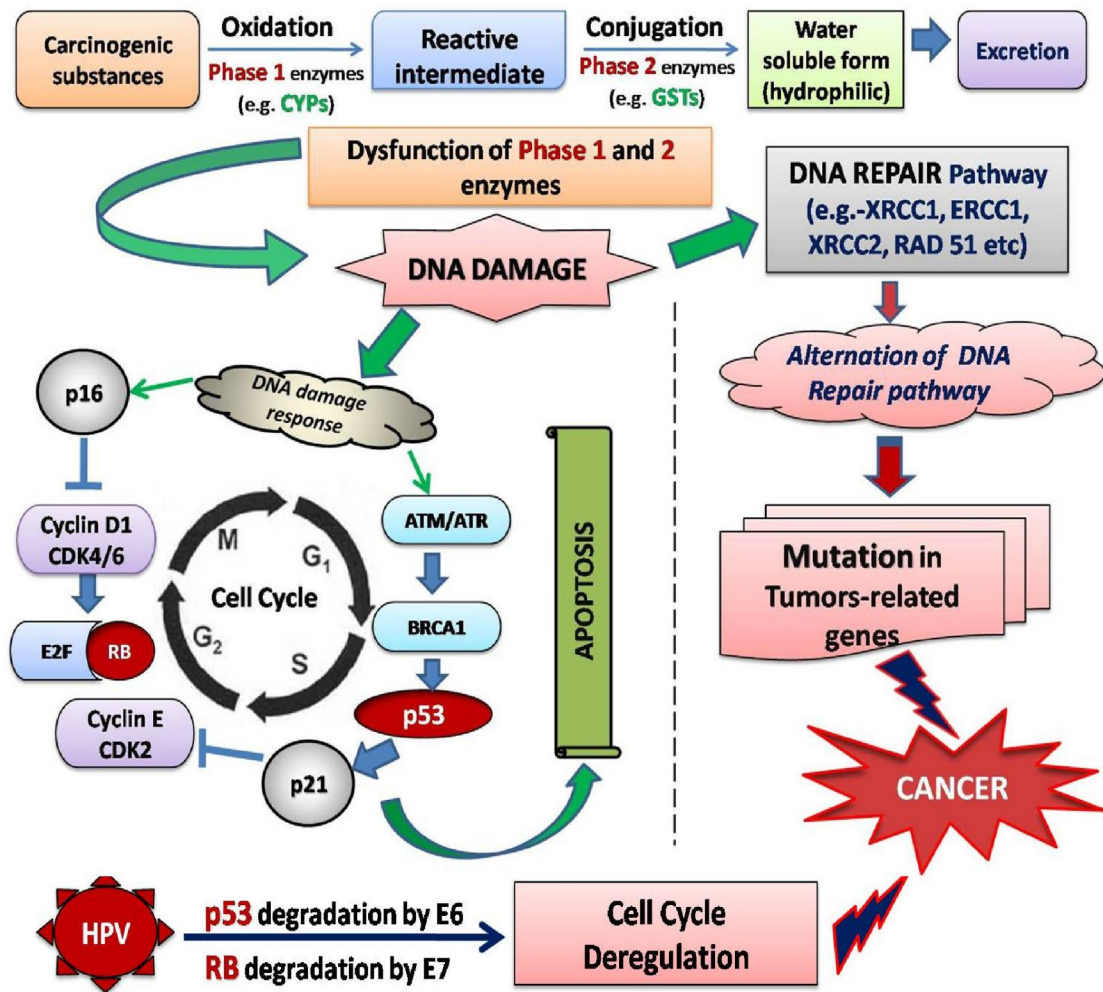 Carcinogenic
substances
Oxidation
Phase 1 enzymes
(e.g. CYPs)
Reactive
intermediate
Conjugation
Phase 2 enzymes
(e.g. GSTs)
Water
soluble form
(hydrophilic)
Excretion
Dysfunction of Phase 1 and 2
enzymes
DNA DAMAGE
DNA REPAIR Pathway
(e.g.-XRCC1, ERCC1,
XRCC2, RAD 51 etc)
Alternation of DNA
Repair pathway
Mutation in
Tumors-related
genes
CANCER
DNA damage
response
p16
Cyclin D1
CDK4/6
E2F
RB
Cyclin E
CDK2
M
G1
Cell Cycle
G2
S
ATM/ATR
BRCA1
p53
p21
APOPTOSIS
HPV
p53 degradation by E6
RB degradation by E7
Cell Cycle
Deregulation